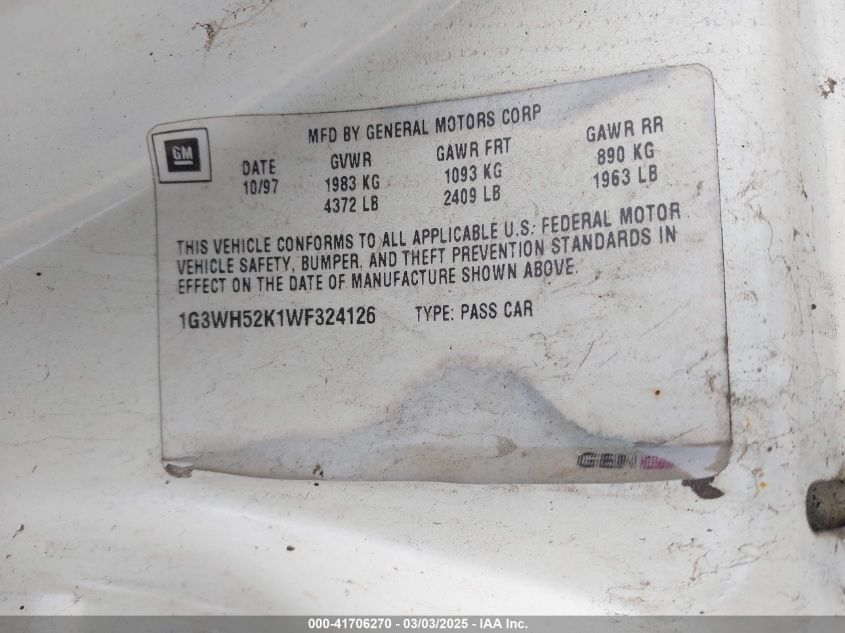 MFD BY GENERAL MOTORS CORP
GM
DATE GVWR GAWR FRT GAWR RR
10/97 1983 KG 1093 KG 890 KG
4372 LB 2409 LB 1963 LB
THIS VEHICLE CONFORMS TO ALL APPLICABLE U.S. FEDERAL MOTOR
VEHICLE SAFETY, BUMPER, AND THEFT PREVENTION STANDARDS IN
EFFECT ON THE DATE OF MANUFACTURE SHOWN ABOVE.
1G3WH52K1WF324126 TYPE: PASS CAR
000-41706270 - 03/03/2025 - IAA Inc.